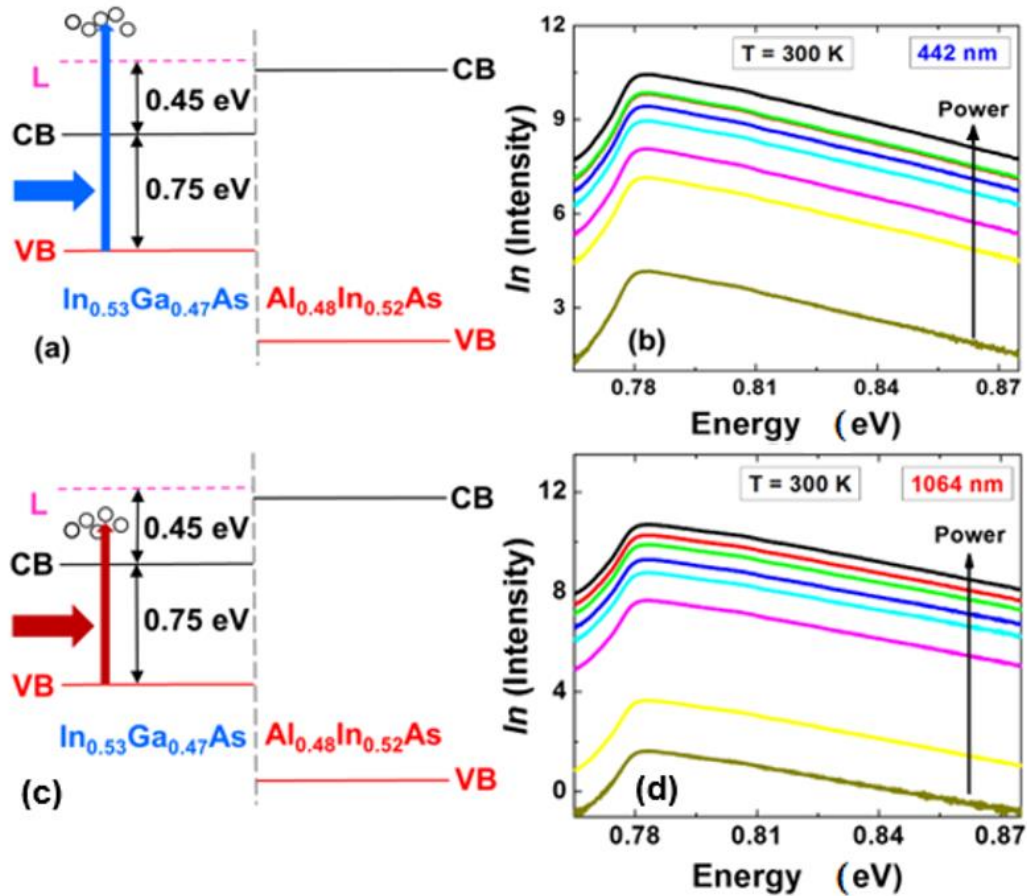 L
0.45 eV
CB
CB
0.75 eV
VB
In0.53Ga0.47As
Al0.48In0.52As
VB
(a)
12
9
6
3
ln (Intensity)
T = 300 K
442 nm
Power
(b)
0.78
0.81
0.84
0.87
Energy (eV)
L
0.45 eV
CB
CB
0.75 eV
VB
In0.53Ga0.47As
Al0.48In0.52As
VB
(c)
12
8
4
0
ln (Intensity)
T = 300 K
1064 nm
Power
(d)
0.78
0.81
0.84
0.87
Energy (eV)